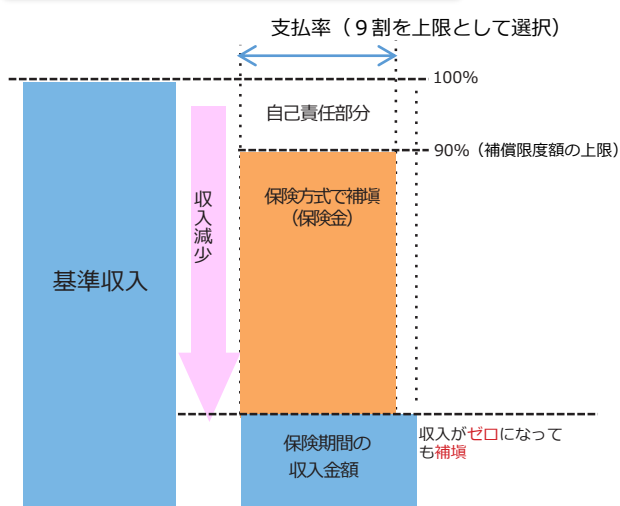 支払率（９割を上限として選択）
100%
自己責任部分
90%（補償限度額の上限）
保険方式で補塡
（保険金）
収入減少
基準収入
収入がゼロになって
も補塡
保険期間の
収入金額